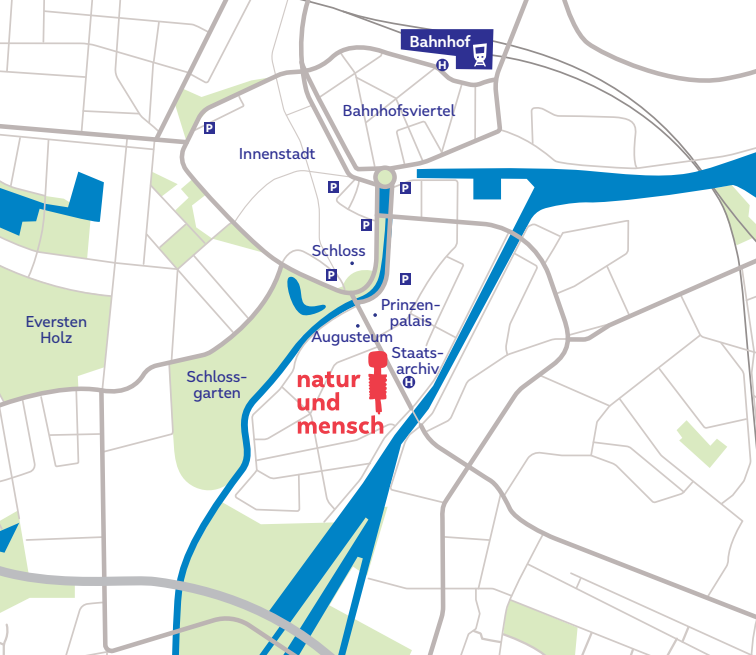 Bahnhof
H
Bahnhofsviertel
P
Innenstadt
P
P
P
Schloss
P
P
Prinzen-
palais
Augusteum
Eversten
Holz
Staats-
archiv
H
Schloss-
garten
natur
und
mensch